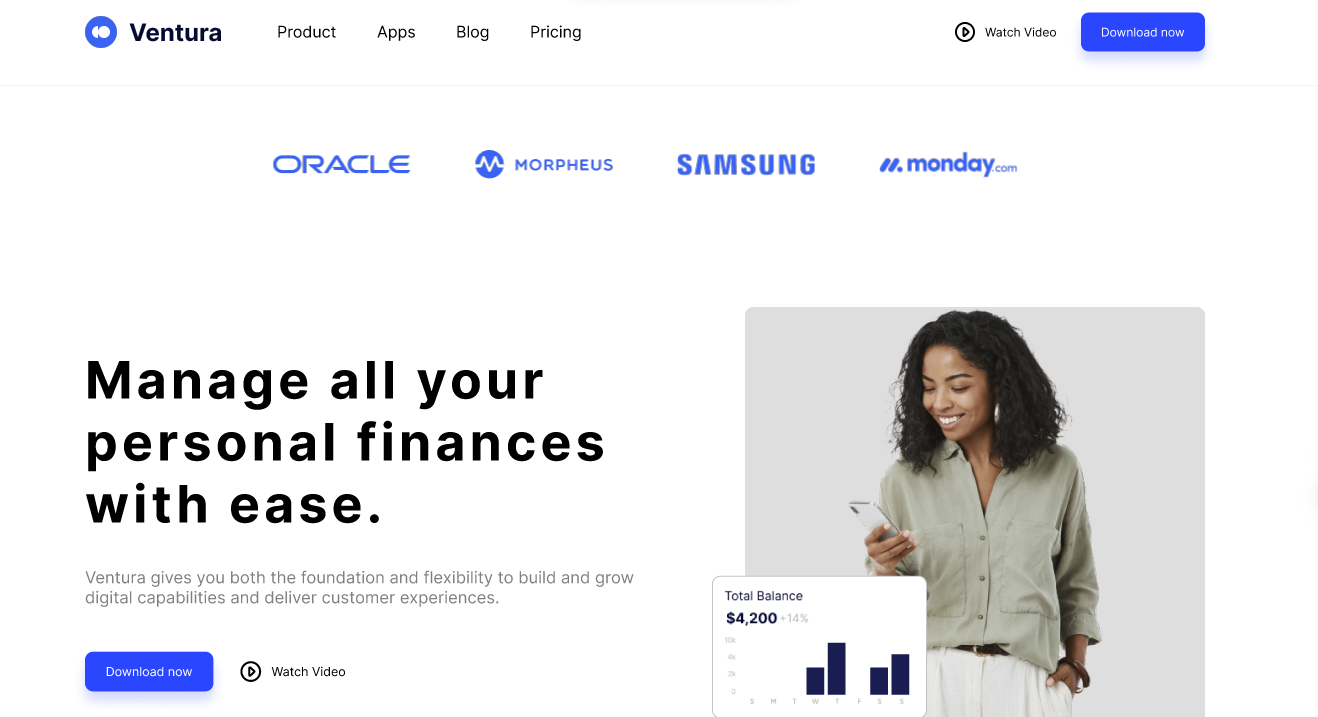 Ventura
Product Apps Blog Pricing
Watch Video
Download now
ORACLE
MORPHEUS
SAMSUNG
monday.com
Manage all your
personal finances
with ease.
Ventura gives you both the foundation and flexibility to build and grow
digital capabilities and deliver customer experiences.
Download now
Watch Video
Total Balance
$4,200 +14%
10k
4k
2k
0
S M T W T F S S